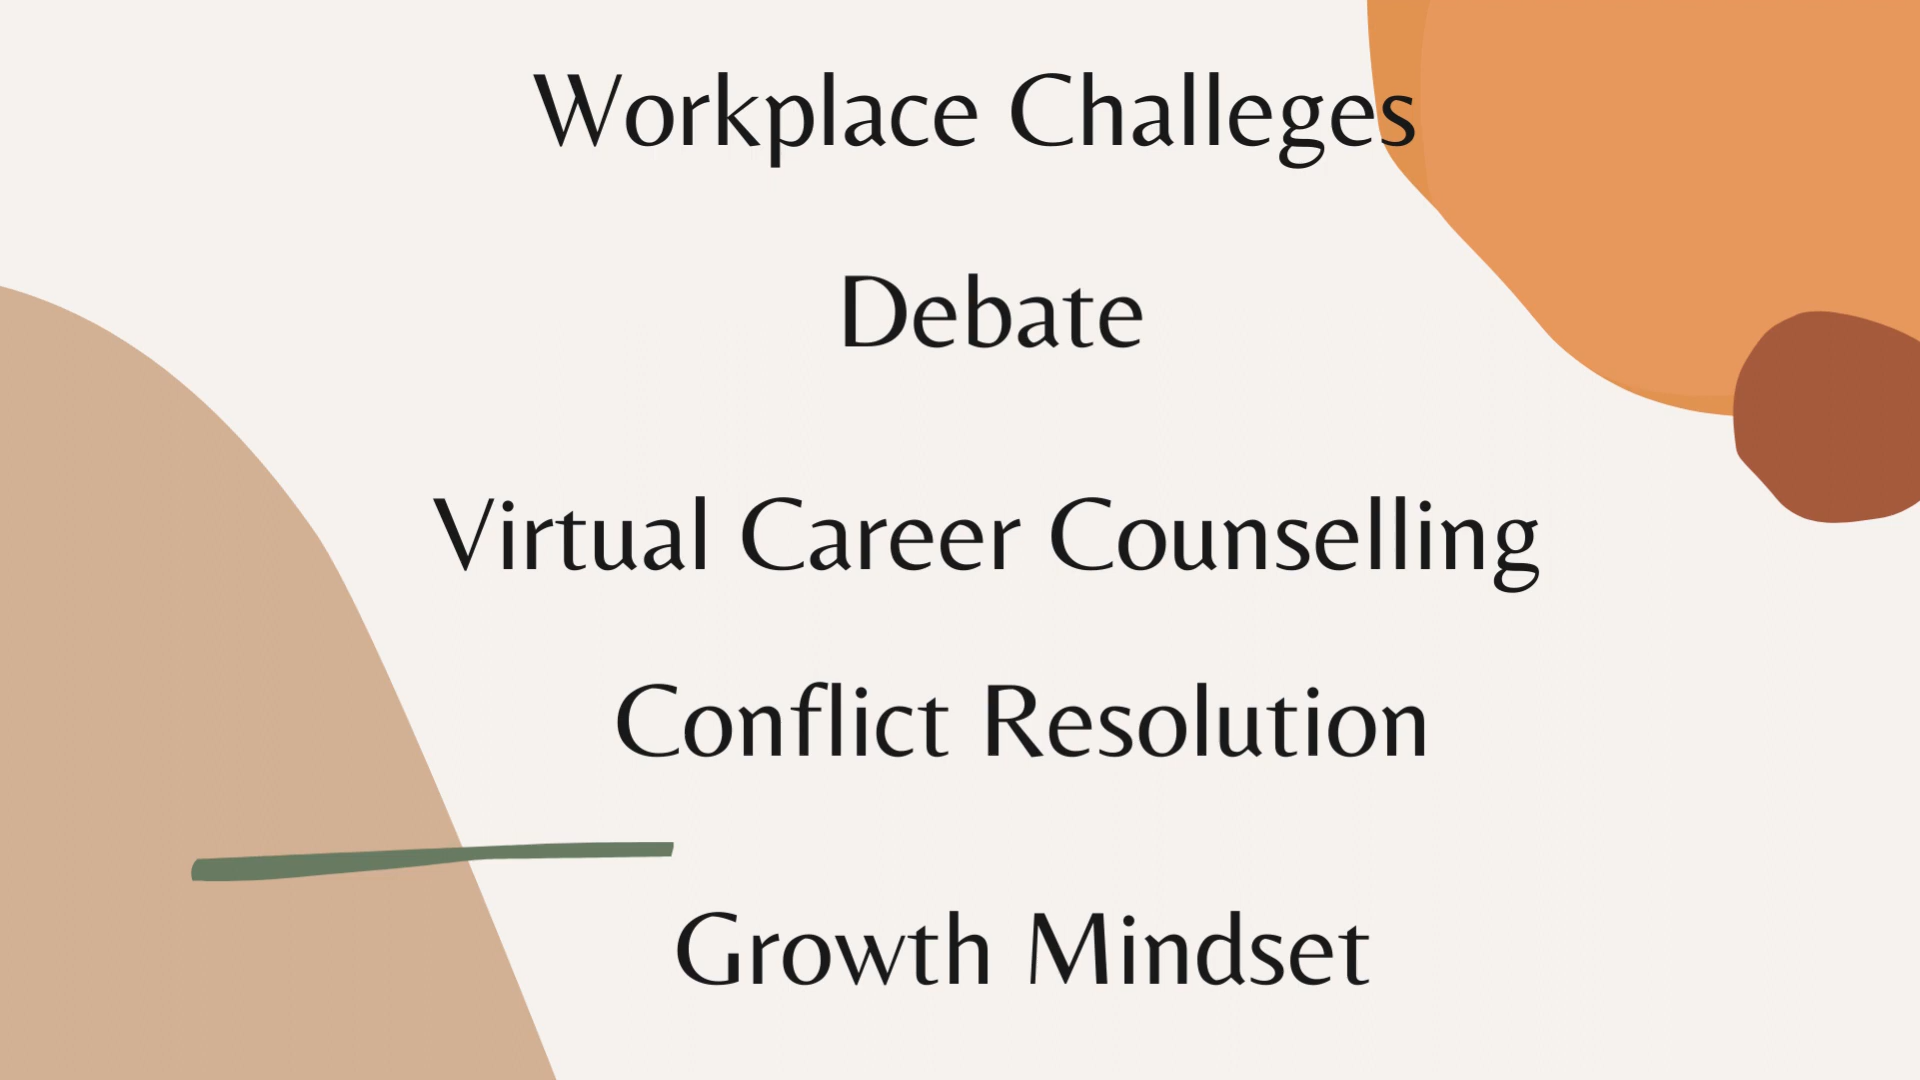 Workplace Challeges
Debate
Virtual Career Counselling
Conflict Resolution
Growth Mindset